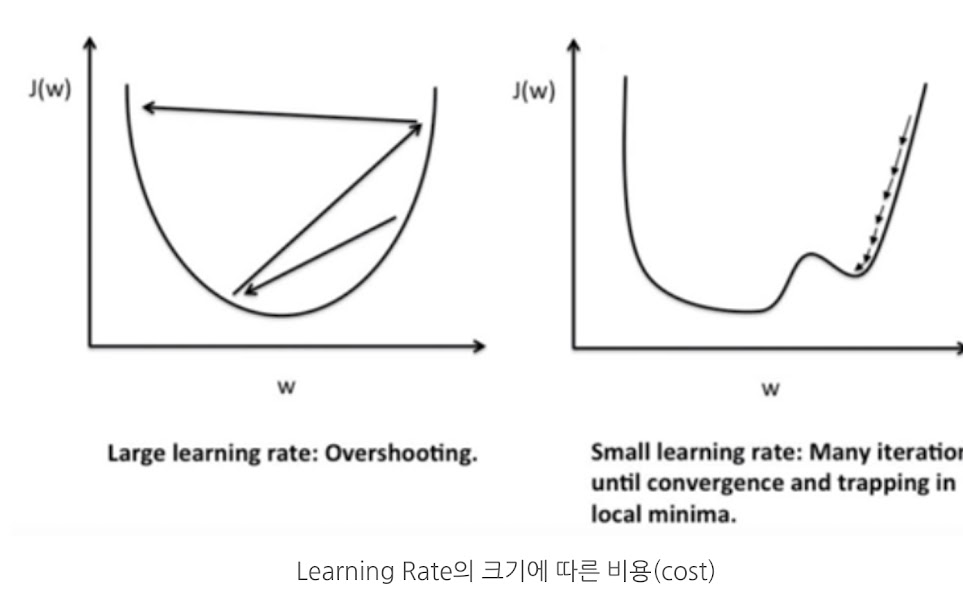 J(w)
w
Large learning rate: Overshooting.
J(w)
w
Small learning rate: Many iteration
until convergence and trapping in
local minima.
Learning Rate의 크기에 따른 비용(cost)